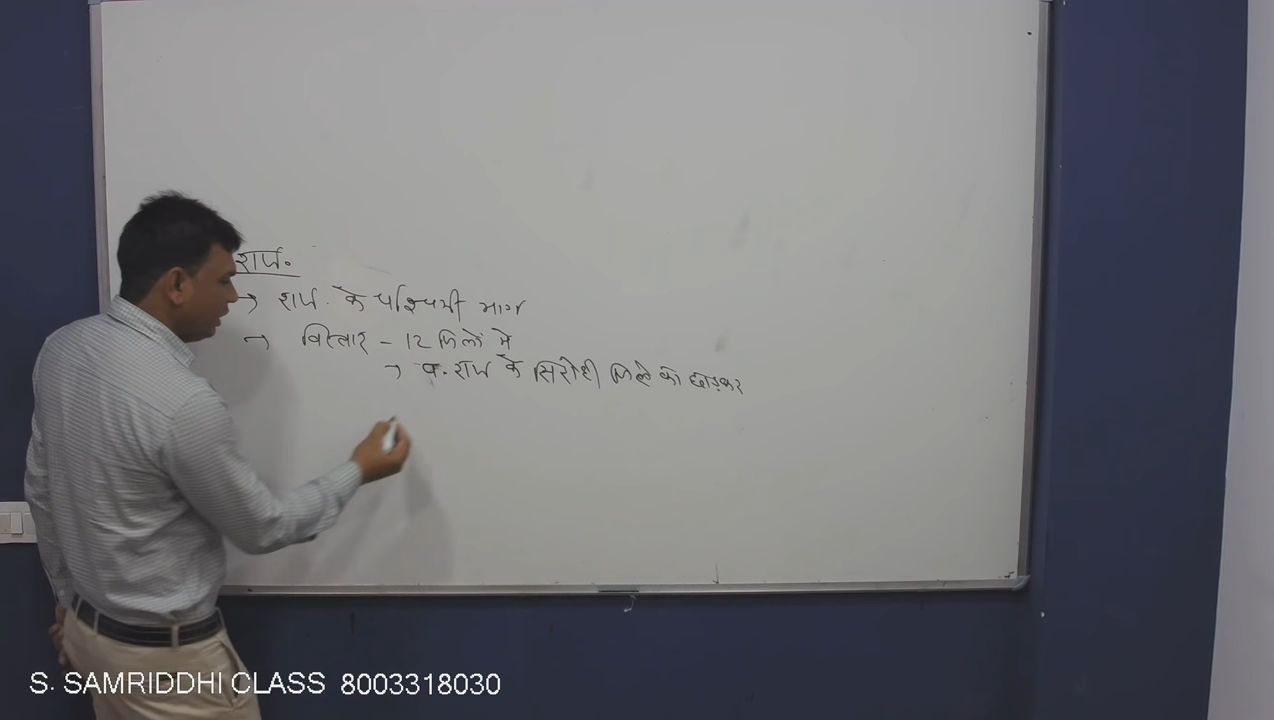 राज॰
→ राज. के पश्चिमी भाग
→ विस्तार – 12 जिलों में
→ प. राज के सिरोही जिले को छोड़कर
S. SAMRIDDHI CLASS 8003318030